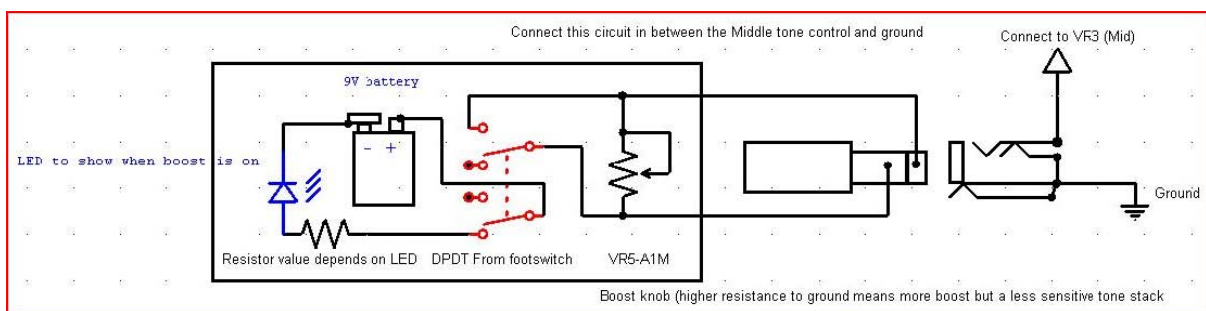 Connect this circuit in between the Middle tone control and ground
Connect to VR3 (Mid)
9V battery
- +
LED to show when boost is on
Ground
Resistor value depends on LED
DPDT From footswitch
VR5-A1M
Boost knob (higher resistance to ground means more boost but a less sensitive tone stack